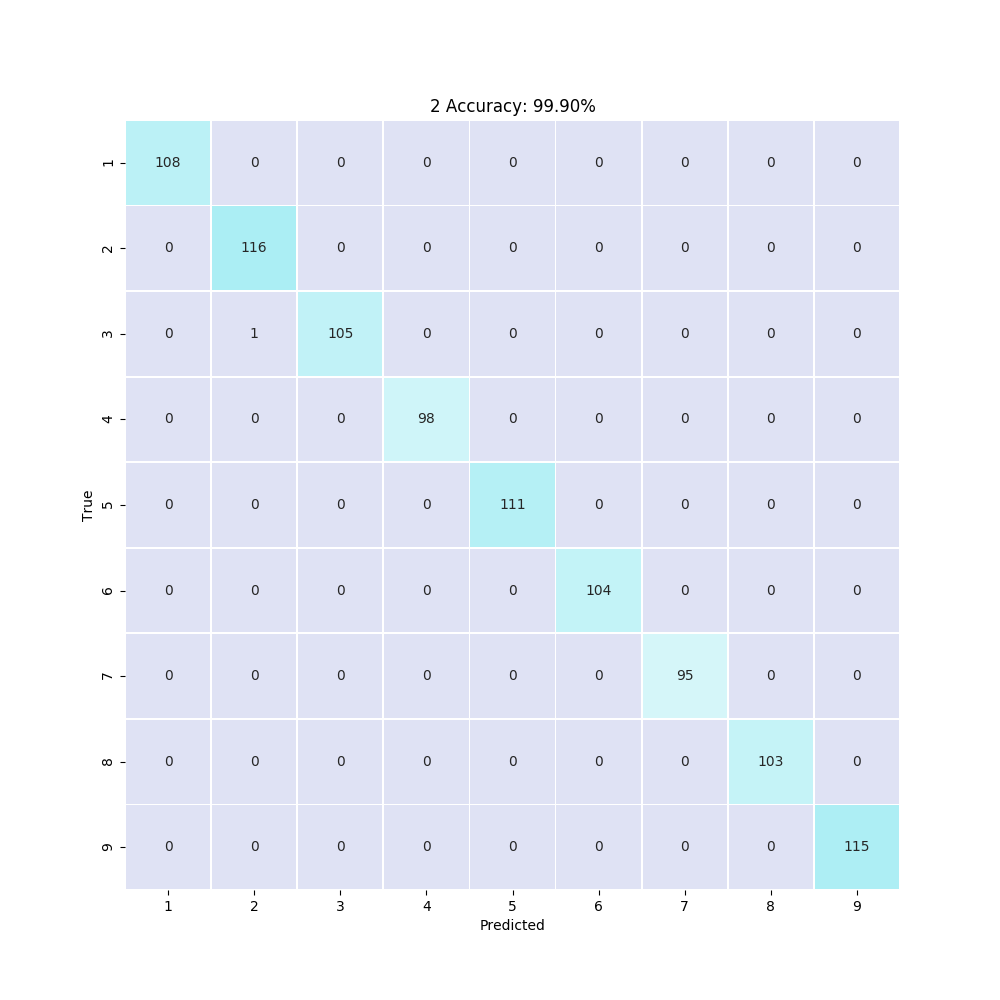 2 Accuracy: 99.90%
1 108 0 0 0 0 0 0 0 0
2 0 116 0 0 0 0 0 0 0
3 0 1 105 0 0 0 0 0 0
4 0 0 0 98 0 0 0 0 0
True
5 0 0 0 0 111 0 0 0 0
6 0 0 0 0 0 104 0 0 0
7 0 0 0 0 0 0 95 0 0
8 0 0 0 0 0 0 0 103 0
9 0 0 0 0 0 0 0 0 115
1 2 3 4 5 6 7 8 9
Predicted